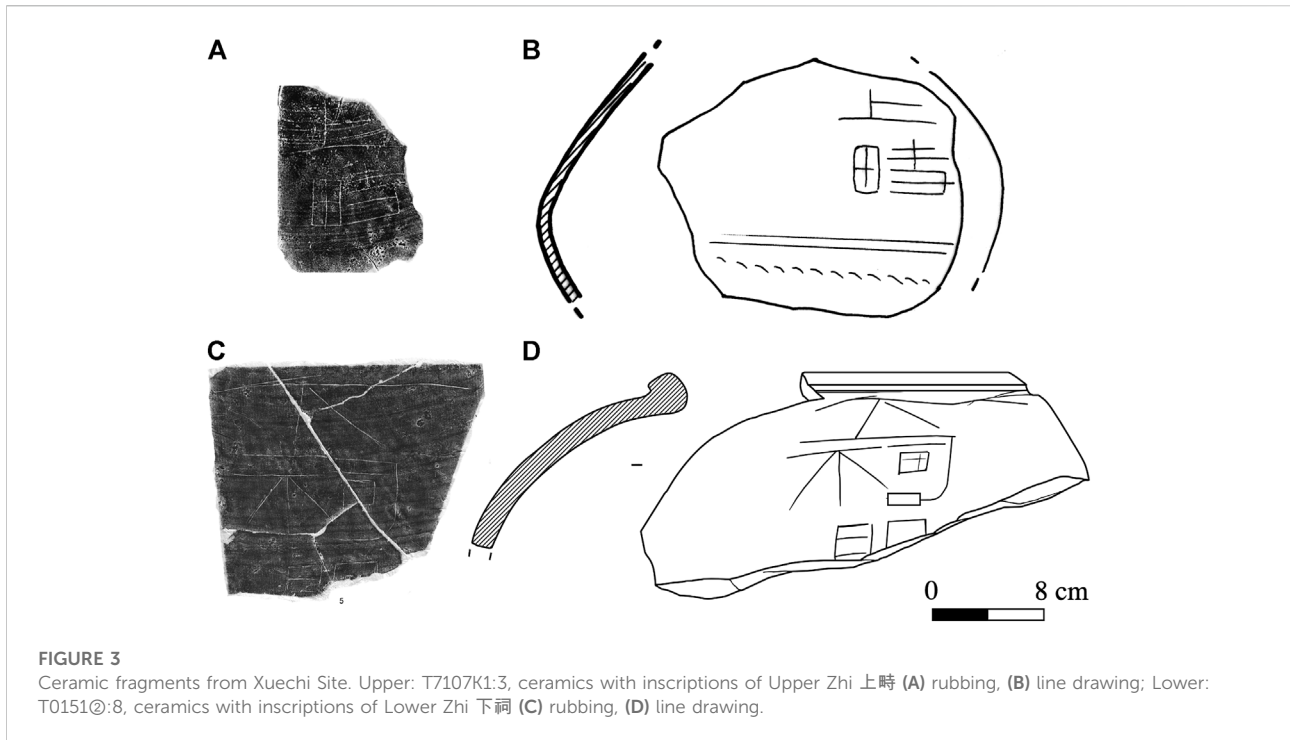 A
B
C
D
0 8 cm
5
FIGURE 3
Ceramic fragments from Xuechi Site. Upper: T7107K1:3, ceramics with inscriptions of Upper Zhi 上畤 (A) rubbing, (B) line drawing; Lower:
T0151②:8, ceramics with inscriptions of Lower Zhi 下祠 (C) rubbing, (D) line drawing.